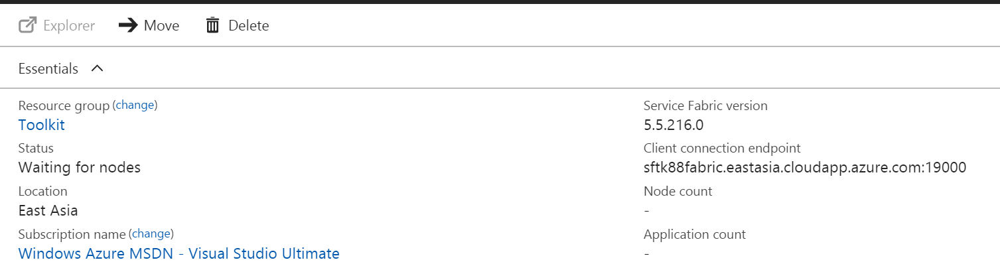 Explorer Move Delete
Essentials
Resource group (change)
Toolkit
Status
Waiting for nodes
Location
East Asia
Subscription name (change)
Windows Azure MSDN - Visual Studio Ultimate
Service Fabric version
5.5.216.0
Client connection endpoint
sftk88fabric.eastasia.cloudapp.azure.com:19000
Node count
-
Application count
-